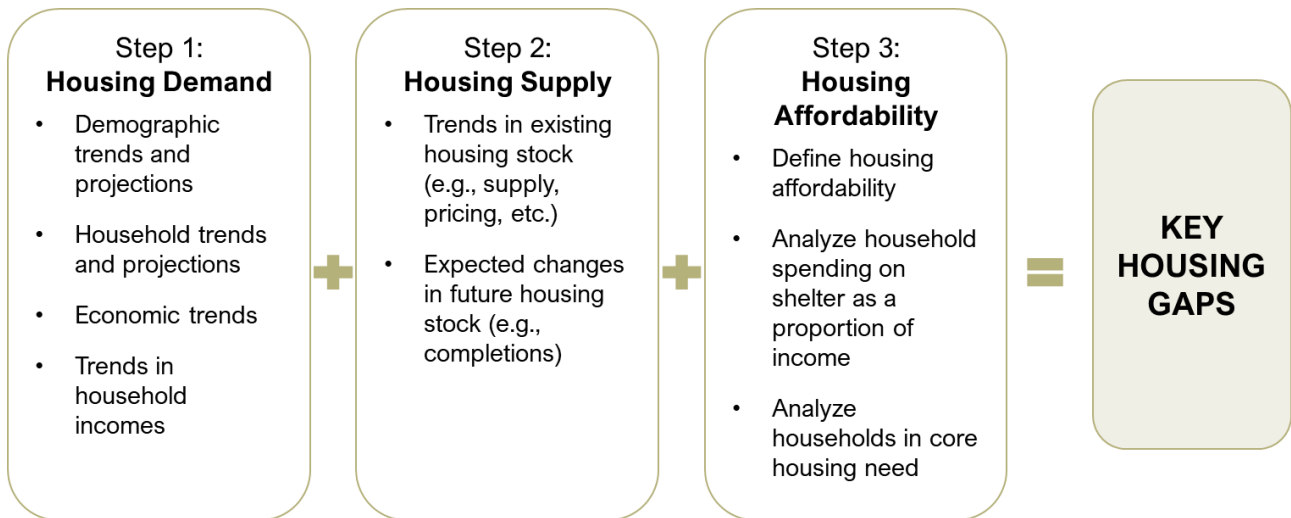 Step 1:
Housing Demand
• Demographic
trends and
projections
• Household trends
and projections
• Economic trends
• Trends in
household
incomes
Step 2:
Housing Supply
• Trends in existing
housing stock
(e.g., supply,
pricing, etc.)
• Expected changes
in future housing
stock (e.g.,
completions)
Step 3:
Housing
Affordability
• Define housing
affordability
• Analyze household
spending on
shelter as a
proportion of
income
• Analyze
households in core
housing need
KEY
HOUSING
GAPS